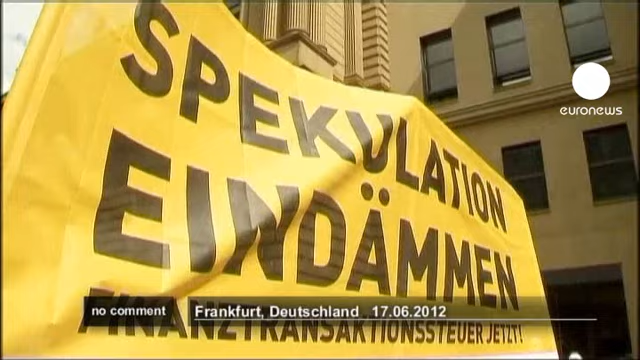 SPEKULATION
EINDÄMMEN
FINANZTRANSAKTIONSSTEUER JETZT!
euronews
no comment
Frankfurt, Deutschland 17.06.2012